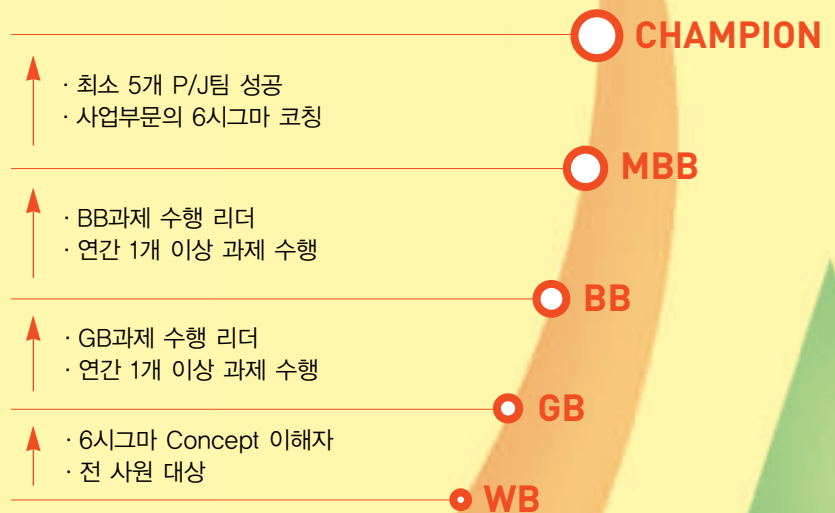 CHAMPION
· 최소 5개 P/J팀 성공
· 사업부문의 6시그마 코칭
MBB
· BB과제 수행 리더
· 연간 1개 이상 과제 수행
BB
· GB과제 수행 리더
· 연간 1개 이상 과제 수행
GB
· 6시그마 Concept 이해자
· 전 사원 대상
WB